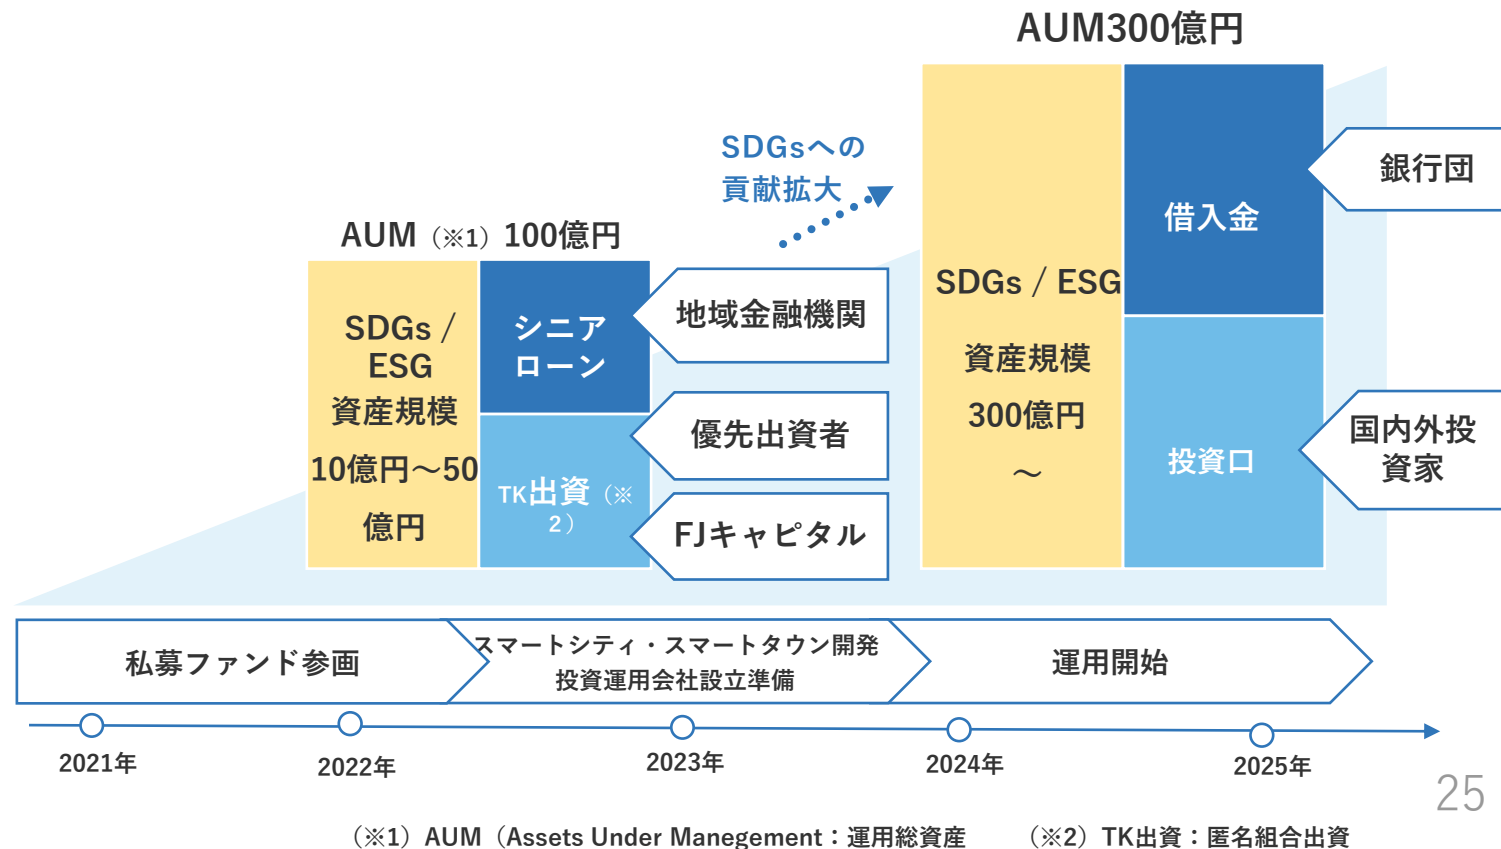 AUM300億円
SDGsへの
貢献拡大
銀行団
借入金
AUM（※1）100億円
SDGs / ESG
資産規模
300億円
～
地域金融機関
SDGs /
ESG
資産規模
10億円～50
億円
シニア
ローン
優先出資者
国内外投
資家
投資口
TK出資（※
2）
FJキャピタル
私募ファンド参画
スマートシティ・スマートタウン開発
投資運用会社設立準備
運用開始
2021年
2022年
2023年
2024年
2025年
25
（※1）AUM（Assets Under Manegement：運用総資産
（※2）TK出資：匿名組合出資